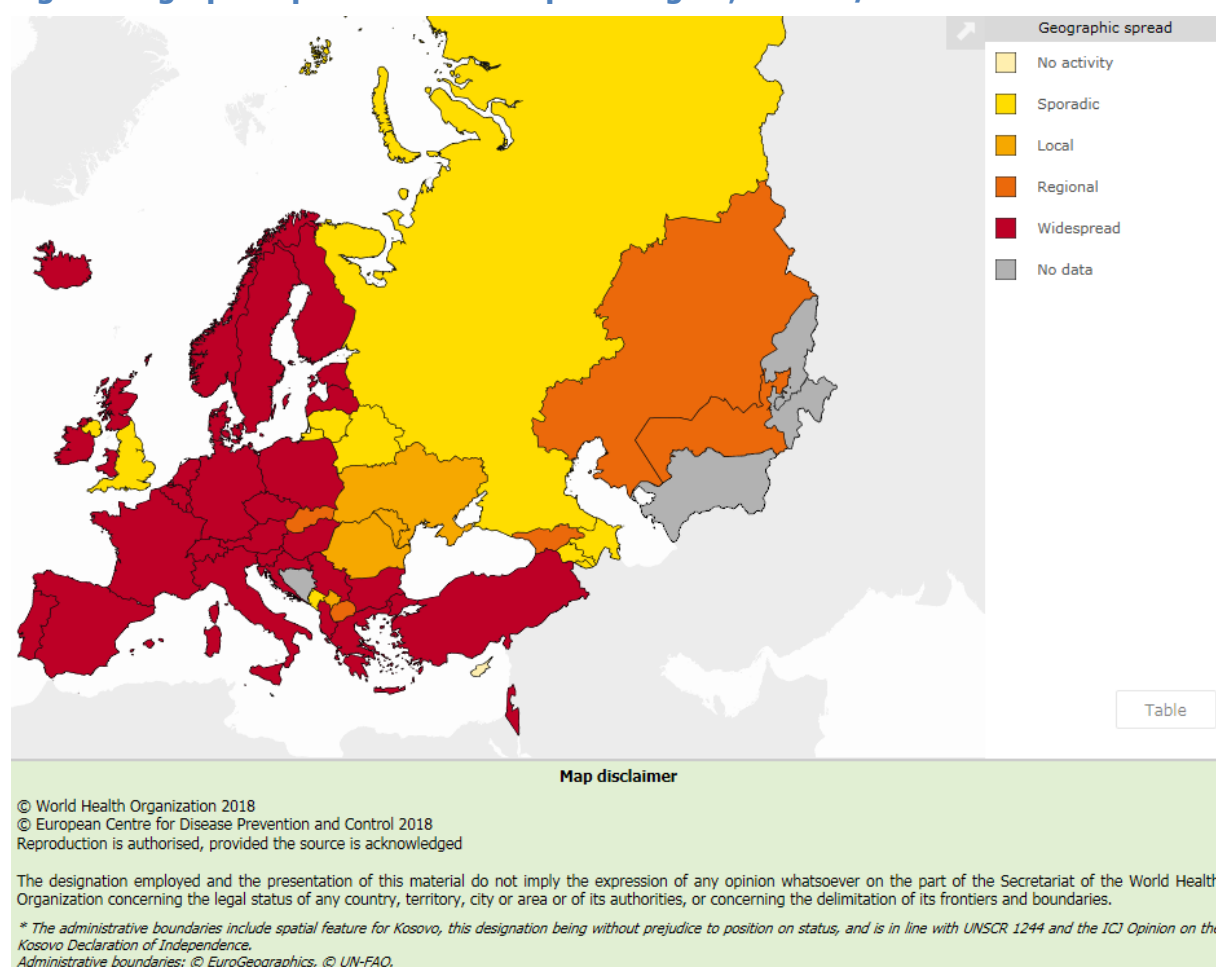 Geographic spread
No activity
Sporadic
Local
Regional
Widespread
No data
Table
Map disclaimer
© World Health Organization 2018
© European Centre for Disease Prevention and Control 2018
Reproduction is authorised, provided the source is acknowledged
The designation employed and the presentation of this material do not imply the expression of any opinion whatsoever on the part of the Secretariat of the World Health
Organization concerning the legal status of any country, territory, city or area or of its authorities, or concerning the delimitation of its frontiers and boundaries.
* The administrative boundaries include spatial feature for Kosovo, this designation being without prejudice to position on status, and is in line with UNSCR 1244 and the ICJ Opinion on the
Kosovo Declaration of Independence.
Administrative boundaries: © EuroGeographics, © UN-FAO.